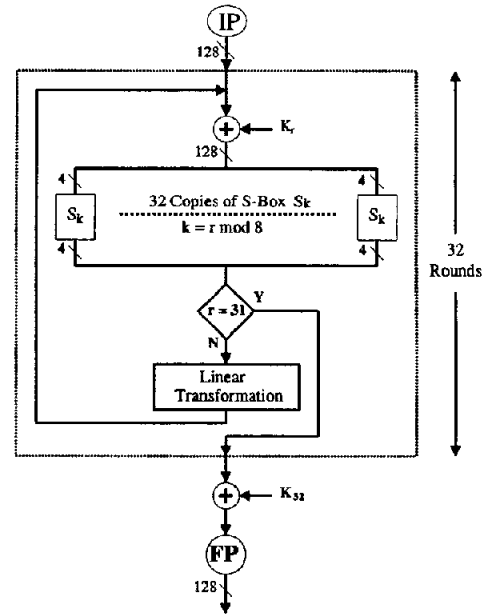 IP
128
+ K_r
128
4 4
S_k 32 Copies of S-Box S_k S_k
k = r mod 8
4 4
32
Rounds
r = 31 Y
N
Linear
Transformation
+ K_32
FP
128